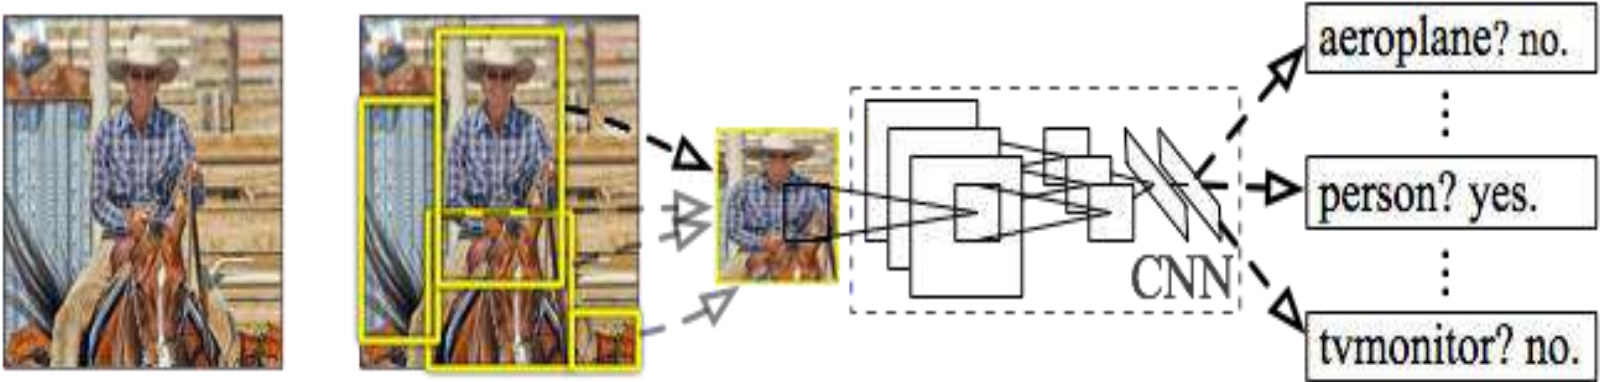 aeroplane? no.
person? yes.
CNN
tvmonitor? no.